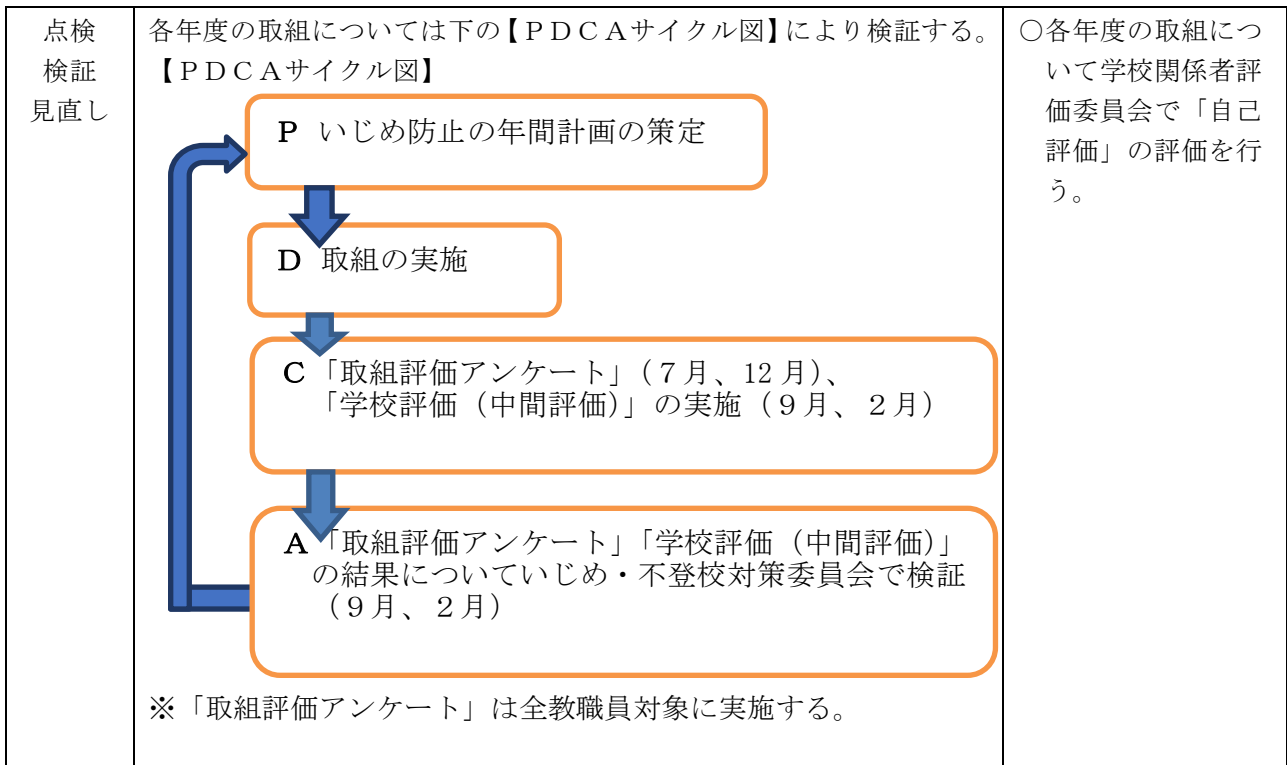 点検
検証
見直し
各年度の取組については下の【ＰＤＣＡサイクル図】により検証する。
【ＰＤＣＡサイクル図】
P いじめ防止の年間計画の策定
D 取組の実施
C「取組評価アンケート」（７月、12 月）、
「学校評価（中間評価）」の実施（９月、２月）
A「取組評価アンケート」「学校評価（中間評価）」
の結果についていじめ・不登校対策委員会で検証
（９月、２月）
※「取組評価アンケート」は全教職員対象に実施する。
○各年度の取組につ
いて学校関係者評
価委員会で「自己
評価」の評価を行
う。